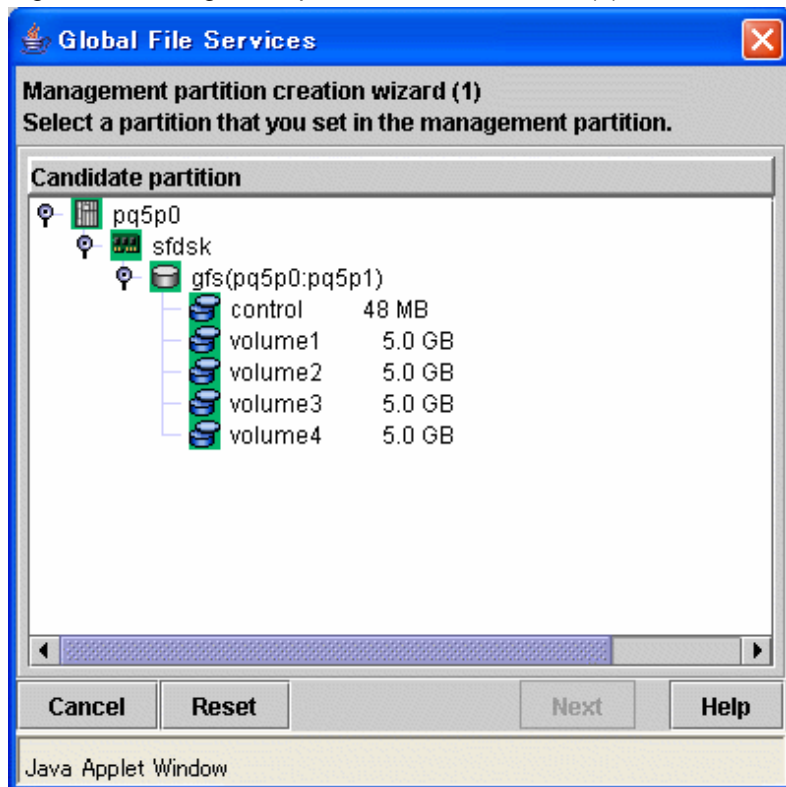 Global File Services
Management partition creation wizard (1)
Select a partition that you set in the management partition.
Candidate partition
pq5p0
sfdsk
gfs(pq5p0:pq5p1)
control 48 MB
volume1 5.0 GB
volume2 5.0 GB
volume3 5.0 GB
volume4 5.0 GB
Cancel Reset Next Help
Java Applet Window